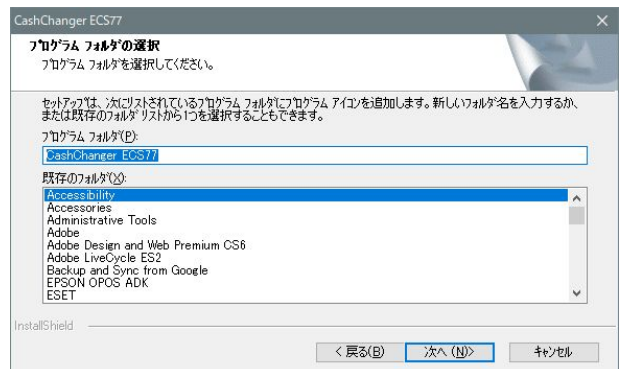 CashChanger ECS77
ﾌﾟﾛｸﾞﾗﾑ ﾌｫﾙﾀﾞの選択
ﾌﾟﾛｸﾞﾗﾑ ﾌｫﾙﾀﾞを選択してください。
ｾｯﾄｱｯﾌﾟは、次にﾘｽﾄされているﾌﾟﾛｸﾞﾗﾑ ﾌｫﾙﾀﾞにﾌﾟﾛｸﾞﾗﾑ ｱｲｺﾝを追加します。新しいﾌｫﾙﾀﾞ名を入力するか、
または既存のﾌｫﾙﾀﾞ ﾘｽﾄから1つを選択することもできます。
ﾌﾟﾛｸﾞﾗﾑ ﾌｫﾙﾀﾞ(P):
CashChanger ECS77
既存のﾌｫﾙﾀﾞ(X):
Accessibility
Accessories
Administrative Tools
Adobe
Adobe Design and Web Premium CS6
Adobe LiveCycle ES2
Backup and Sync from Google
EPSON OPOS ADK
ESET
InstallShield
< 戻る(B) 次へ (N)> ｷｬﾝｾﾙ